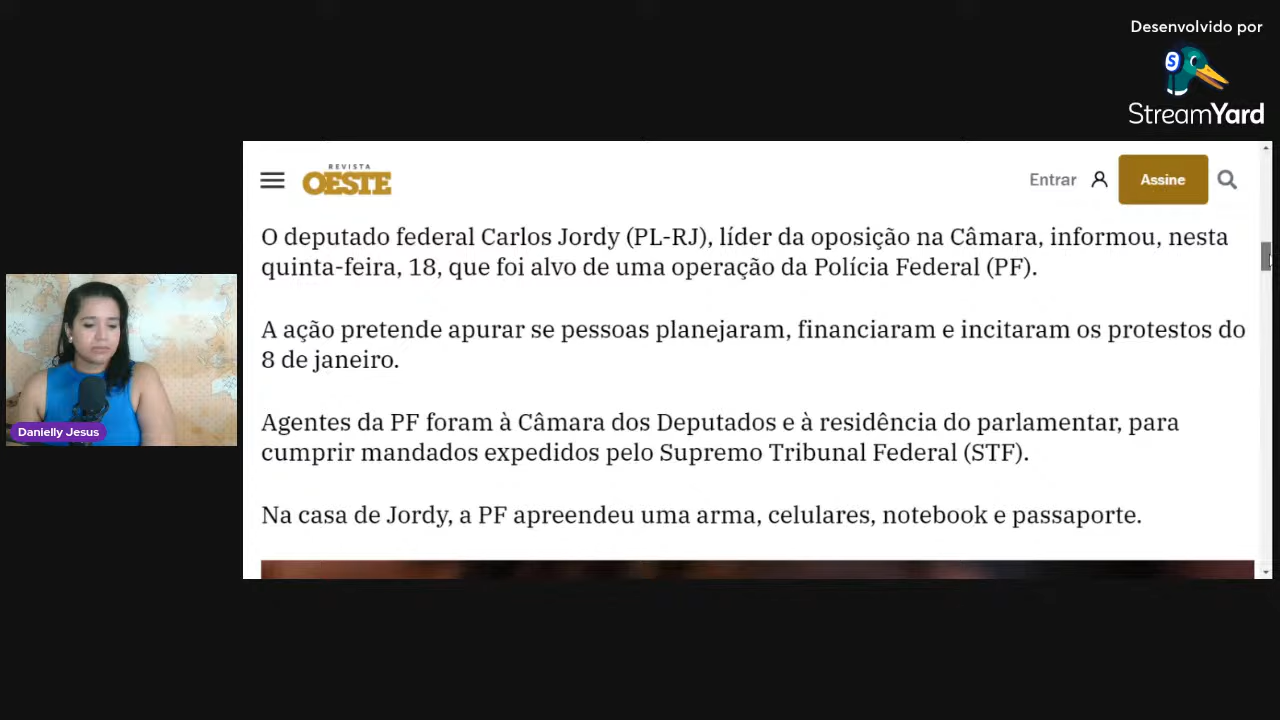 Desenvolvido por
StreamYard
REVISTA
OESTE
Entrar
Assine
O deputado federal Carlos Jordy (PL-RJ), líder da oposição na Câmara, informou, nesta
quinta-feira, 18, que foi alvo de uma operação da Polícia Federal (PF).
A ação pretende apurar se pessoas planejaram, financiaram e incitaram os protestos do
8 de janeiro.
Agentes da PF foram à Câmara dos Deputados e à residência do parlamentar, para
cumprir mandados expedidos pelo Supremo Tribunal Federal (STF).
Na casa de Jordy, a PF apreendeu uma arma, celulares, notebook e passaporte.
Danielly Jesus